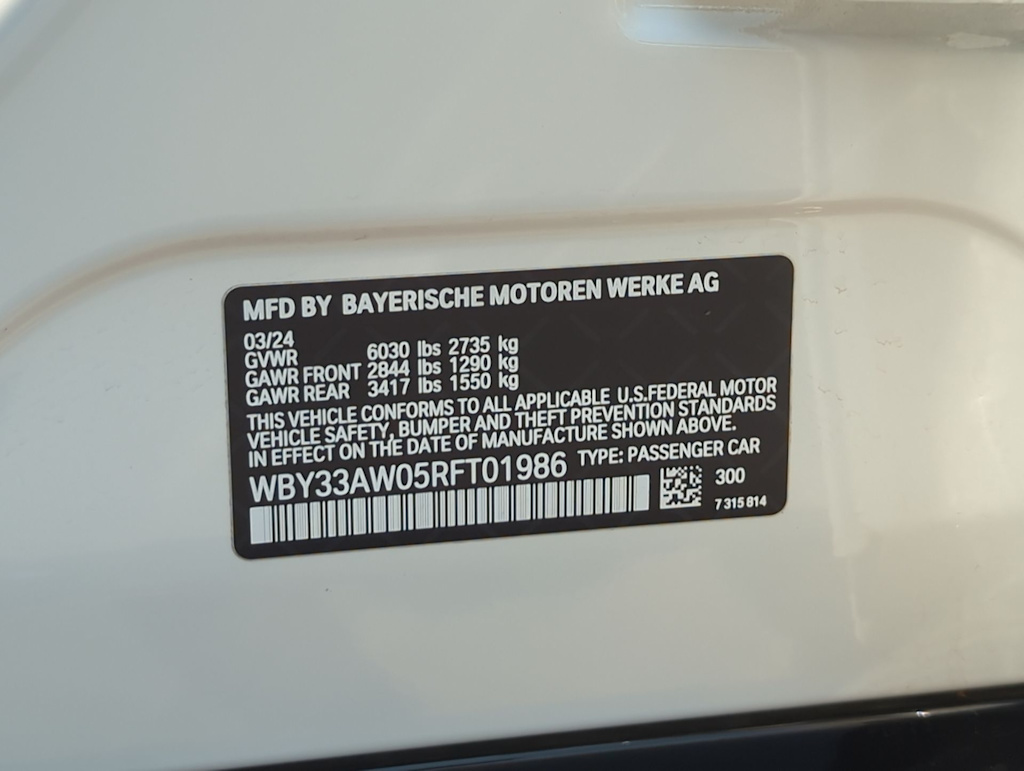 MFD BY BAYERISCHE MOTOREN WERKE AG
03/24
GVWR 6030 lbs 2735 kg
GAWR FRONT 2844 lbs 1290 kg
GAWR REAR 3417 lbs 1550 kg
THIS VEHICLE CONFORMS TO ALL APPLICABLE U.S.FEDERAL MOTOR
VEHICLE SAFETY, BUMPER AND THEFT PREVENTION STANDARDS
IN EFFECT ON THE DATE OF MANUFACTURE SHOWN ABOVE.
WBY33AW05RFT01986 TYPE: PASSENGER CAR
300
7 315 814